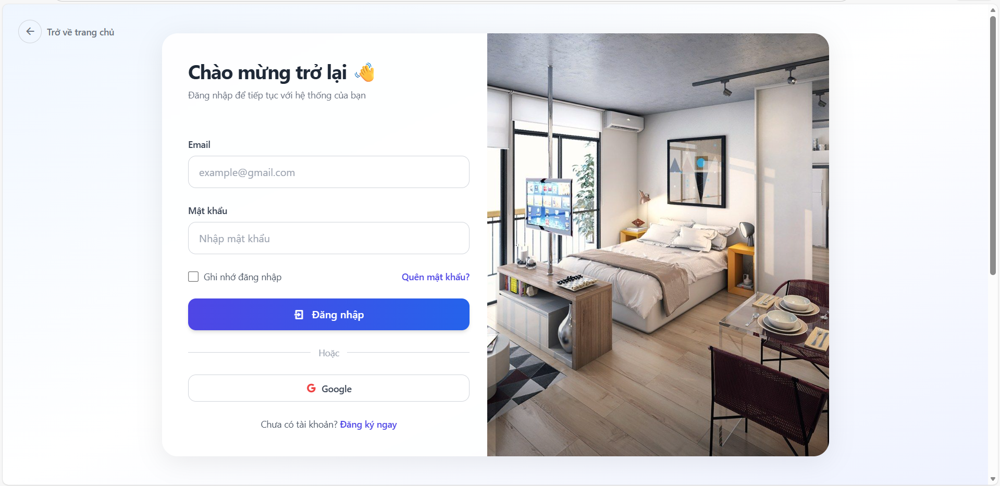 Trở về trang chủ
Chào mừng trở lại 👋
Đăng nhập để tiếp tục với hệ thống của bạn
Email
example@gmail.com
Mật khẩu
Nhập mật khẩu
Ghi nhớ đăng nhập
Quên mật khẩu?
Đăng nhập
Hoặc
Google
Chưa có tài khoản? Đăng ký ngay